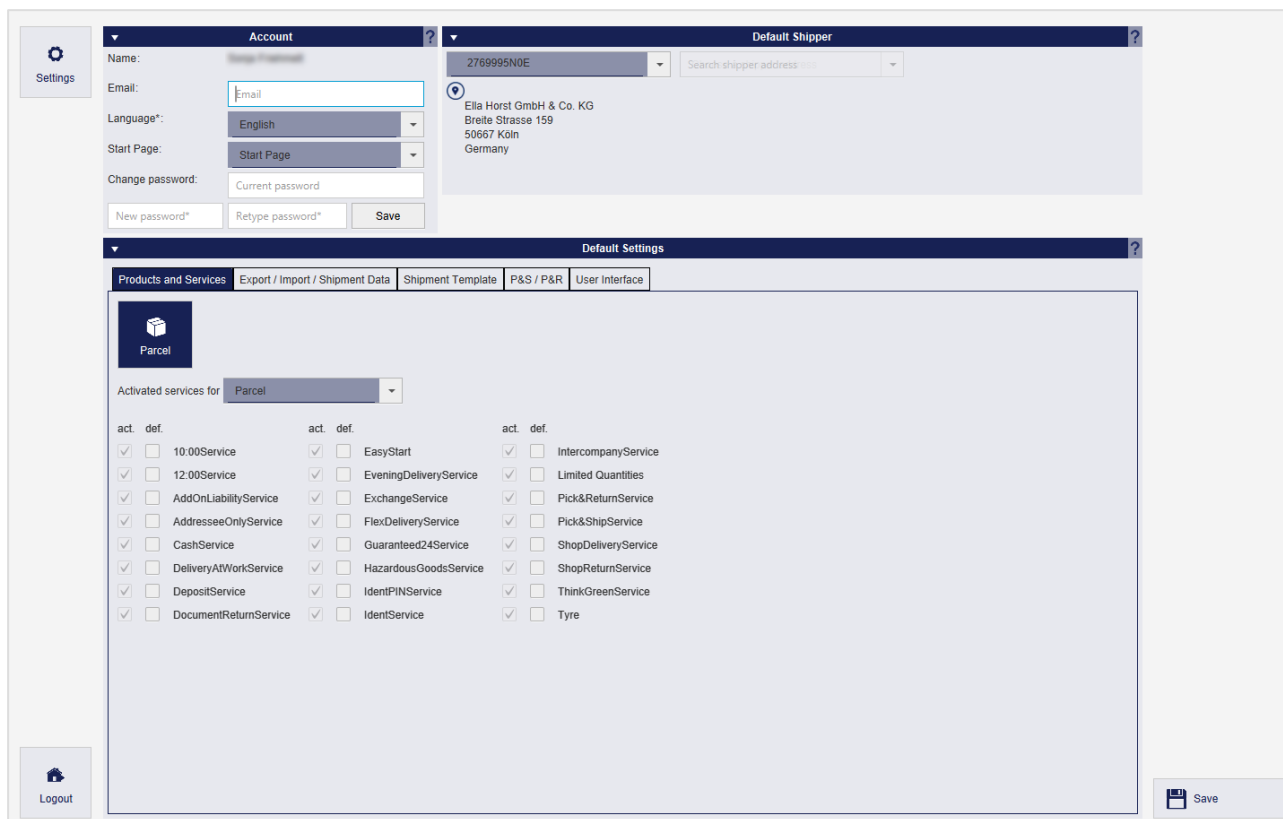 Settings
Account
?
Name:
Email:
Email
Language*:
English
Start Page:
Start Page
Change password:
Current password
New password*
Retype password*
Save
Default Shipper
?
2769995N0E
Search shipper address
Ella Horst GmbH & Co. KG
Breite Strasse 159
50667 Köln
Germany
Default Settings
?
Products and Services
Export / Import / Shipment Data
Shipment Template
P&S / P&R
User Interface
Parcel
Activated services for
Parcel
act. def.
10:00Service
12:00Service
AddOnLiabilityService
AddresseeOnlyService
CashService
DeliveryAtWorkService
DepositService
DocumentReturnService
act. def.
EasyStart
EveningDeliveryService
ExchangeService
FlexDeliveryService
Guaranteed24Service
HazardousGoodsService
IdentPINService
IdentService
act. def.
IntercompanyService
Limited Quantities
Pick&ReturnService
Pick&ShipService
ShopDeliveryService
ShopReturnService
ThinkGreenService
Tyre
Logout
Save